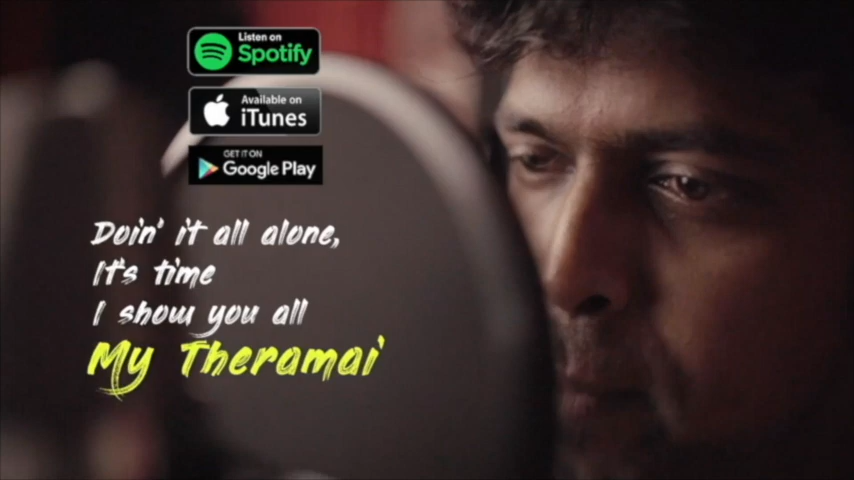 Listen on
Spotify
Available on
iTunes
GET IT ON
Google Play
Doin' it all alone,
It's time
I show you all
My Theramai